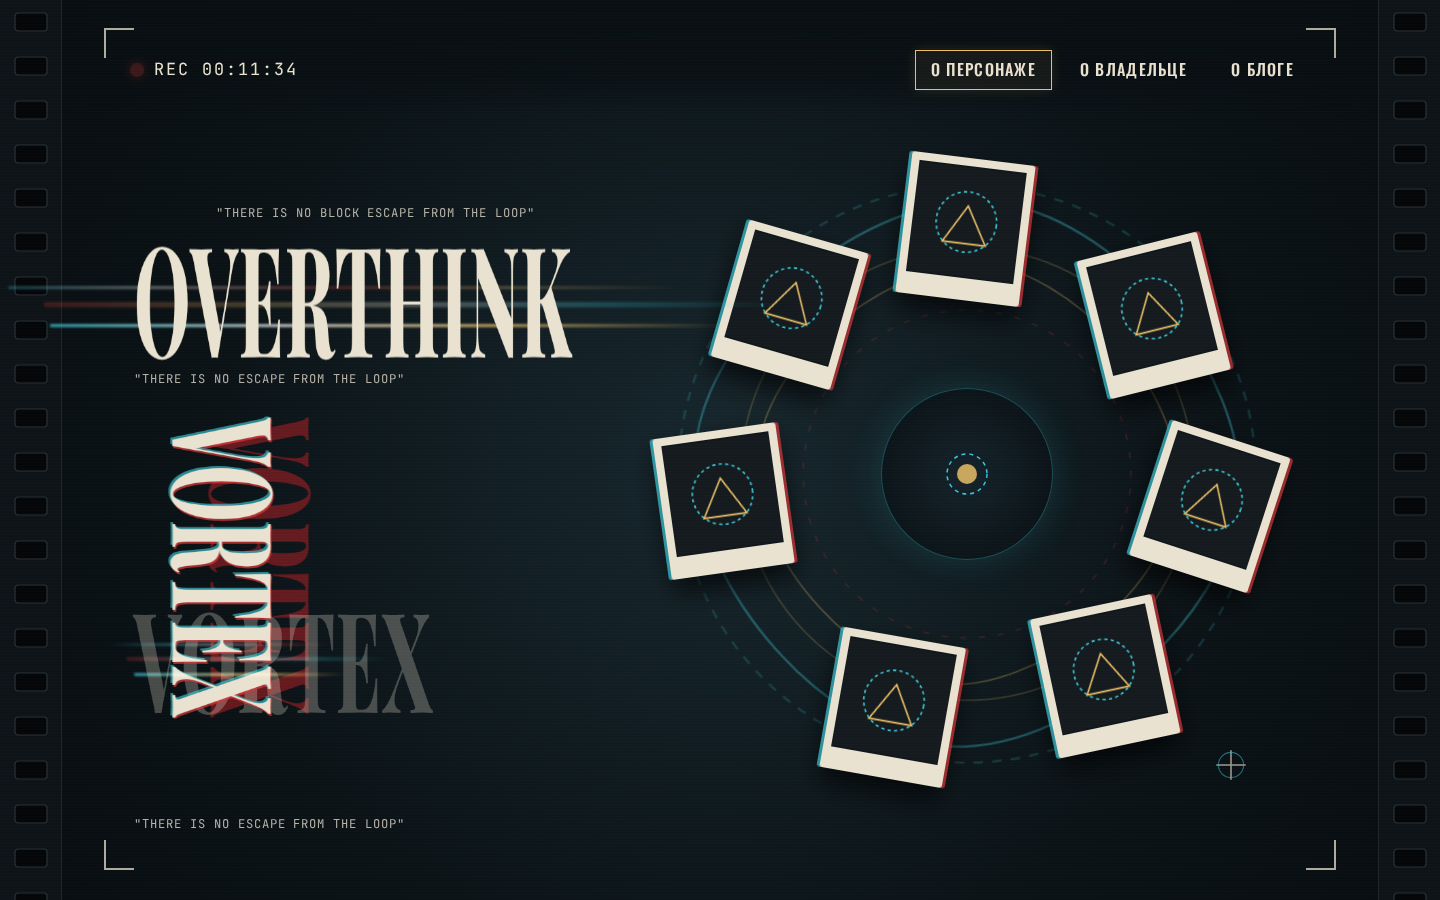 REC 00:11:34
О ПЕРСОНАЖЕ
О ВЛАДЕЛЬЦЕ
О БЛОГЕ
"THERE IS NO BLOCK ESCAPE FROM THE LOOP"
OVERTHINK
"THERE IS NO ESCAPE FROM THE LOOP"
VORTEX
VORTEX
VORTEX
"THERE IS NO ESCAPE FROM THE LOOP"